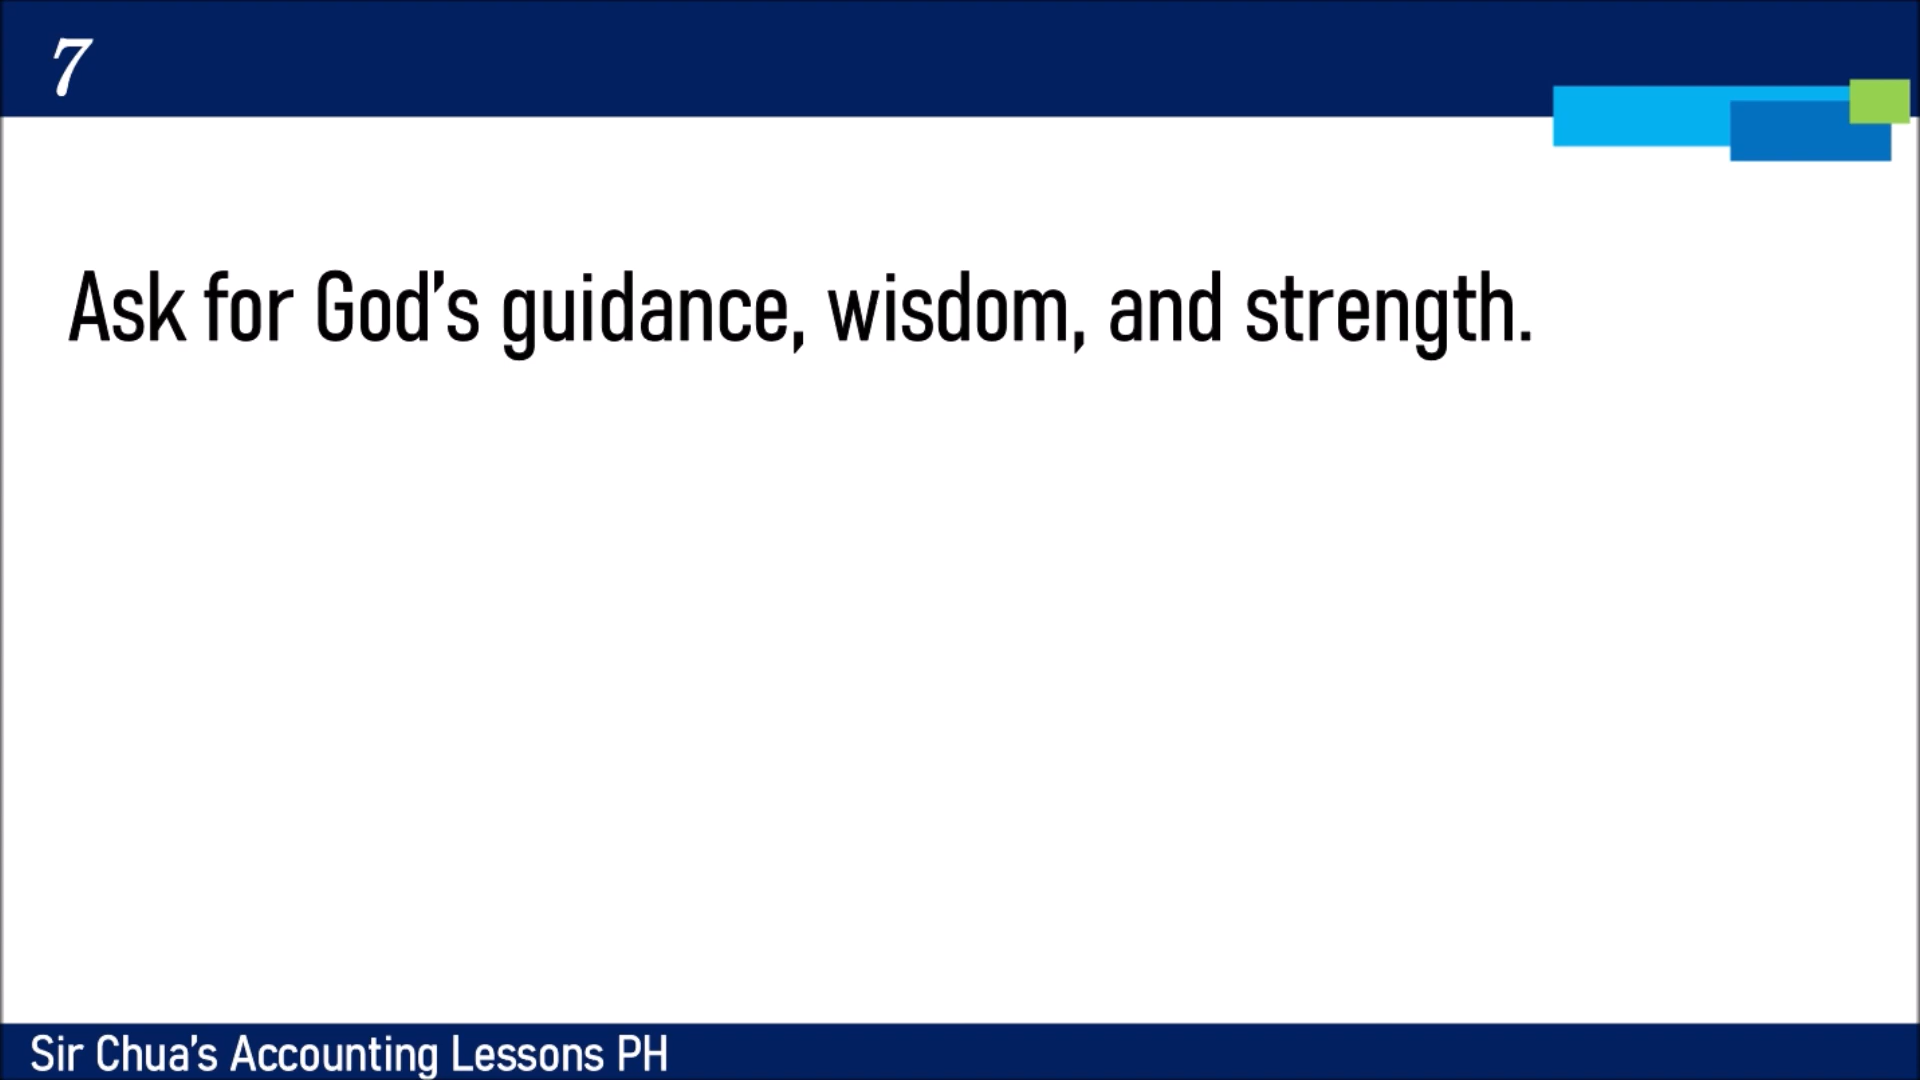 7
Ask for God’s guidance, wisdom, and strength.
Sir Chua’s Accounting Lessons PH